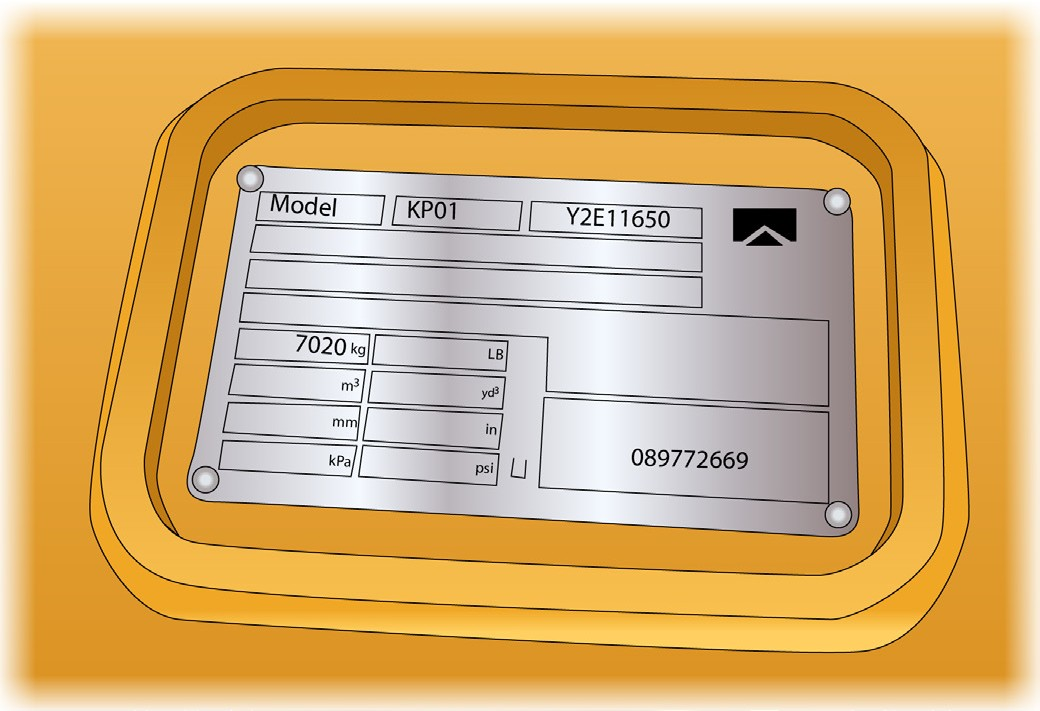 Model KP01 Y2E11650
7020 kg LB
m³ yd³
mm in
kPa psi
089772669